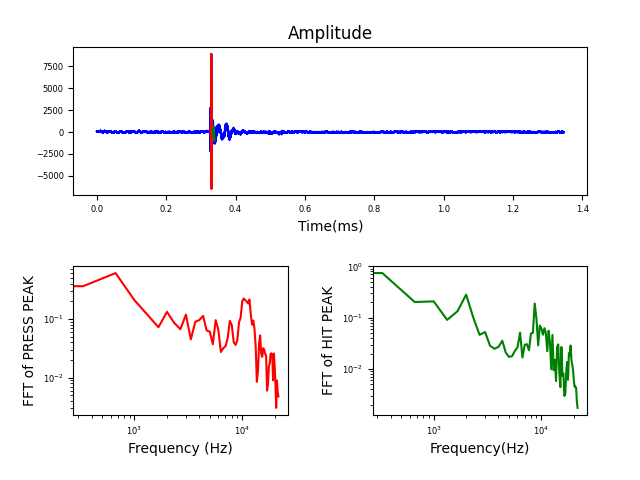 Amplitude
7500
5000
2500
0
−2500
−5000
0.0 0.2 0.4 0.6 0.8 1.0 1.2 1.4
Time(ms)
FFT of PRESS PEAK
10⁻¹
10⁻²
10³ 10⁴
Frequency (Hz)
FFT of HIT PEAK
10⁰
10⁻¹
10⁻²
10³ 10⁴
Frequency(Hz)